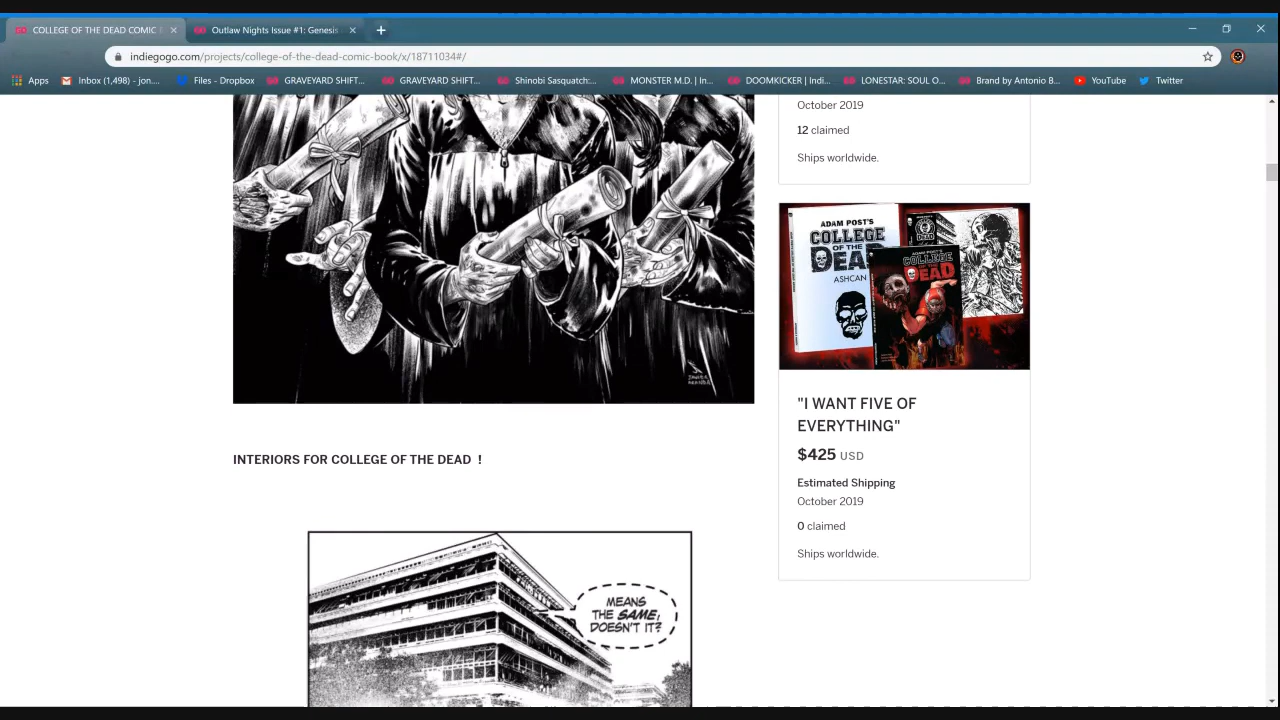 COLLEGE OF THE DEAD COMIC
Outlaw Nights Issue #1: Genesis
indiegogo.com/projects/college-of-the-dead-comic-book/x/18711034#/
Apps
Inbox (1,498) - jon....
Files - Dropbox
GRAVEYARD SHIFT...
GRAVEYARD SHIFT...
Shinobi Sasquatch:...
MONSTER M.D. | In...
DOOMKICKER | Indi...
LONESTAR: SOUL O...
Brand by Antonio B...
YouTube
Twitter
October 2019
12 claimed
Ships worldwide.
ADAM POST'S
COLLEGE
OF THE
DEAD
ASHCAN
COLLEGE
DEAD
"I WANT FIVE OF
EVERYTHING"
$425 USD
Estimated Shipping
October 2019
0 claimed
Ships worldwide.
INTERIORS FOR COLLEGE OF THE DEAD !
MEANS
THE SAME,
DOESN'T IT?